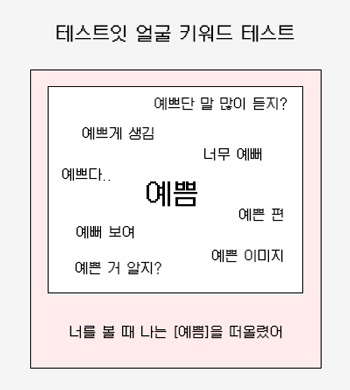 테스트잇 얼굴 키워드 테스트
예쁘단 말 많이 듣지?
예쁘게 생김
너무 예뻐
예쁘다..
예쁨
예쁜 편
예뻐 보여
예쁜 이미지
예쁜 거 알지?
너를 볼 때 나는 [예쁨]을 떠올렸어